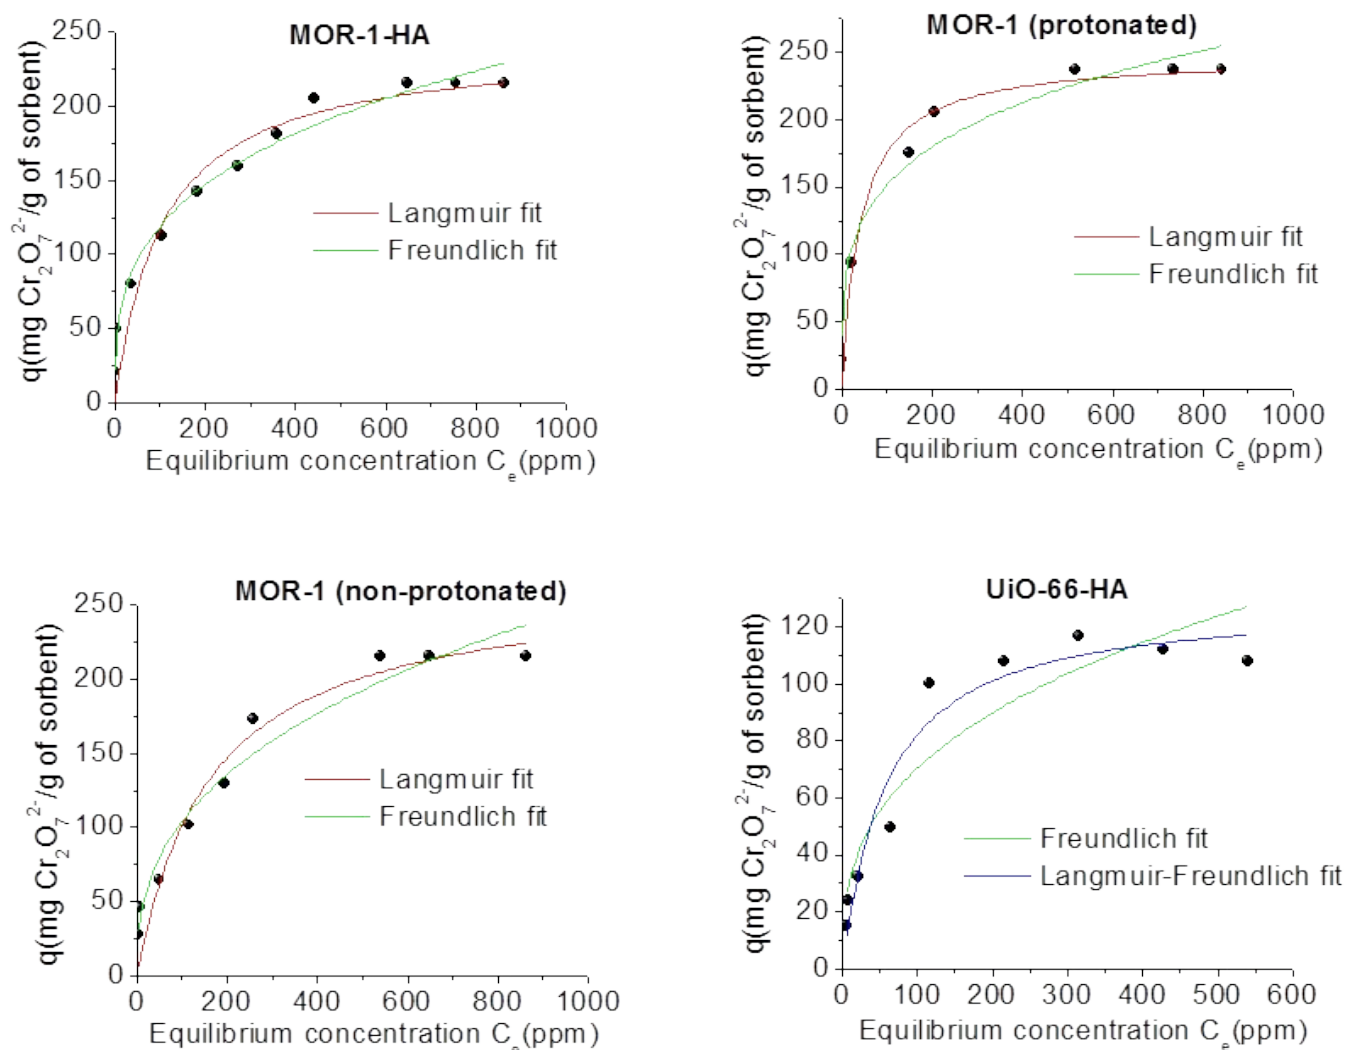 MOR-1-HA
250
200
150
100
50
0
q(mg Cr2O7 2-/g of sorbent)
Langmuir fit
Freundlich fit
0 200 400 600 800 1000
Equilibrium concentration Ce(ppm)
MOR-1 (protonated)
250
200
150
100
50
0
q(mg Cr2O7 2-/g of sorbent)
Langmuir fit
Freundlich fit
0 200 400 600 800 1000
Equilibrium concentration Ce(ppm)
MOR-1 (non-protonated)
250
200
150
100
50
0
q(mg Cr2O7 2-/g of sorbent)
Langmuir fit
Freundlich fit
0 200 400 600 800 1000
Equilibrium concentration Ce(ppm)
UiO-66-HA
120
100
80
60
40
20
0
q(mg Cr2O7 2-/g of sorbent)
Freundlich fit
Langmuir-Freundlich fit
0 100 200 300 400 500 600
Equilibrium concentration Ce(ppm)